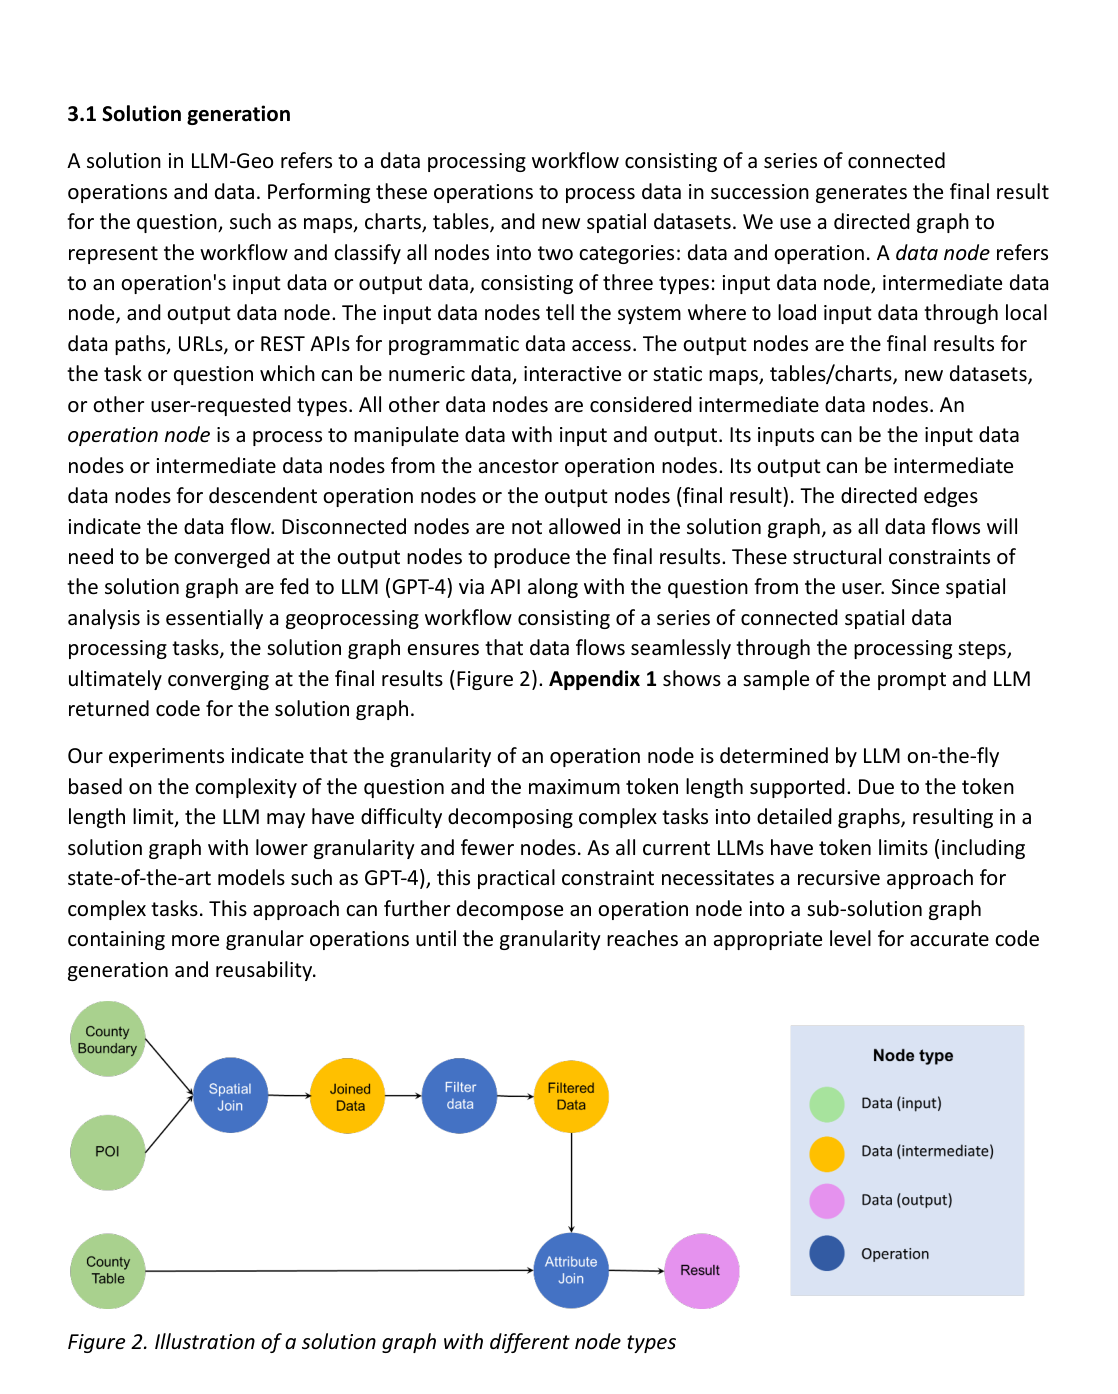 3.1 Solution generation
A solution in LLM-Geo refers to a data processing workflow consisting of a series of connected
operations and data. Performing these operations to process data in succession generates the final result
for the question, such as maps, charts, tables, and new spatial datasets. We use a directed graph to
represent the workflow and classify all nodes into two categories: data and operation. A data node refers
to an operation's input data or output data, consisting of three types: input data node, intermediate data
node, and output data node. The input data nodes tell the system where to load input data through local
data paths, URLs, or REST APIs for programmatic data access. The output nodes are the final results for
the task or question which can be numeric data, interactive or static maps, tables/charts, new datasets,
or other user-requested types. All other data nodes are considered intermediate data nodes. An
operation node is a process to manipulate data with input and output. Its inputs can be the input data
nodes or intermediate data nodes from the ancestor operation nodes. Its output can be intermediate
data nodes for descendent operation nodes or the output nodes (final result). The directed edges
indicate the data flow. Disconnected nodes are not allowed in the solution graph, as all data flows will
need to be converged at the output nodes to produce the final results. These structural constraints of
the solution graph are fed to LLM (GPT-4) via API along with the question from the user. Since spatial
analysis is essentially a geoprocessing workflow consisting of a series of connected spatial data
processing tasks, the solution graph ensures that data flows seamlessly through the processing steps,
ultimately converging at the final results (Figure 2). Appendix 1 shows a sample of the prompt and LLM
returned code for the solution graph.
Our experiments indicate that the granularity of an operation node is determined by LLM on-the-fly
based on the complexity of the question and the maximum token length supported. Due to the token
length limit, the LLM may have difficulty decomposing complex tasks into detailed graphs, resulting in a
solution graph with lower granularity and fewer nodes. As all current LLMs have token limits (including
state-of-the-art models such as GPT-4), this practical constraint necessitates a recursive approach for
complex tasks. This approach can further decompose an operation node into a sub-solution graph
containing more granular operations until the granularity reaches an appropriate level for accurate code
generation and reusability.
County
Boundary
POI
Spatial
Join
Joined
Data
Filter
data
Filtered
Data
County
Table
Attribute
Join
Result
Node type
Data (input)
Data (intermediate)
Data (output)
Operation
Figure 2. Illustration of a solution graph with different node types